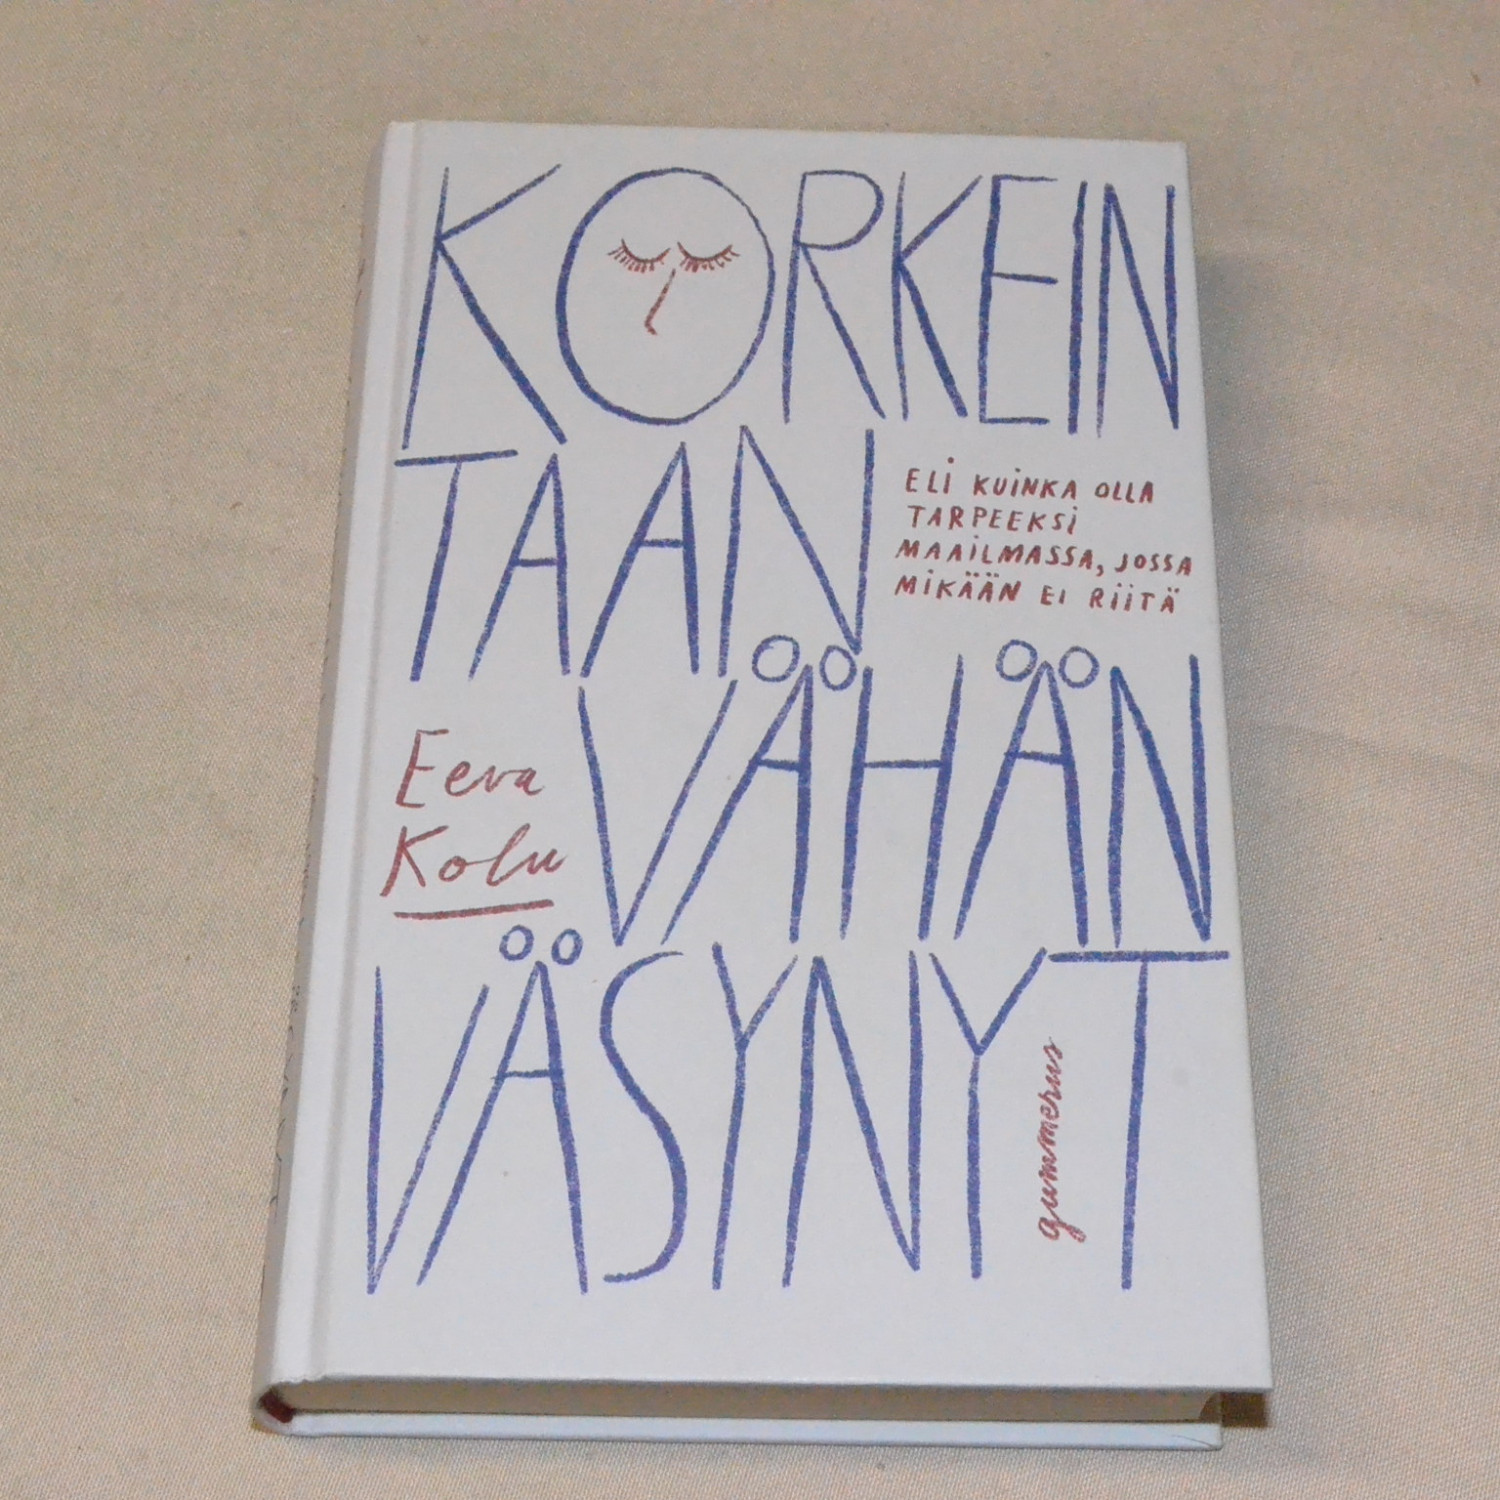 KORKEIN
TAAN
ELI KUINKA OLLA
TARPEEKSI
MAAILMASSA, JOSSA
MIKÄÄN EI RIITÄ
VÄHÄN
Eeva
Kolu
VÄSYNYT
gummerus